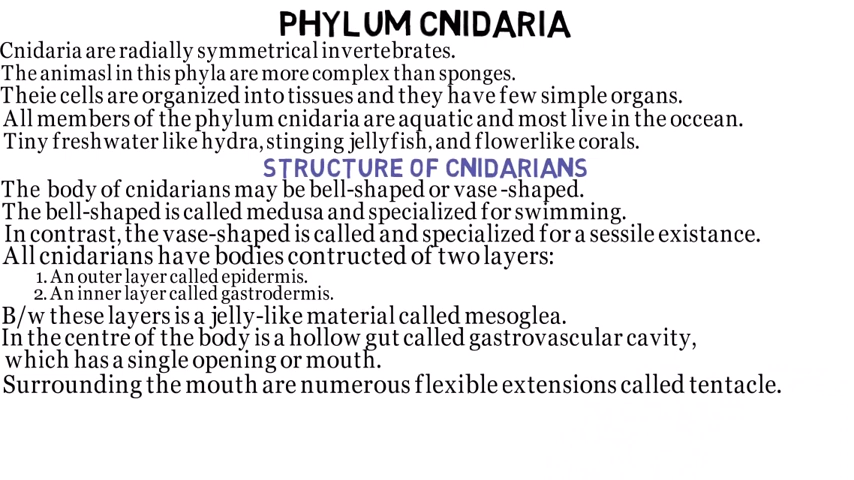 PHYLUM CNIDARIA
Cnidaria are radially symmetrical invertebrates.
The animasl in this phyla are more complex than sponges.
Theie cells are organized into tissues and they have few simple organs.
All members of the phylum cnidaria are aquatic and most live in the occean.
Tiny freshwater like hydra, stinging jellyfish, and flowerlike corals.
STRUCTURE OF CNIDARIANS
The body of cnidarians may be bell-shaped or vase -shaped.
The bell-shaped is called medusa and specialized for swimming.
In contrast, the vase-shaped is called and specialized for a sessile existance.
All cnidarians have bodies contructed of two layers:
1. An outer layer called epidermis.
2. An inner layer called gastrodermis.
B/w these layers is a jelly-like material called mesoglea.
In the centre of the body is a hollow gut called gastrovascular cavity,
which has a single opening or mouth.
Surrounding the mouth are numerous flexible extensions called tentacle.